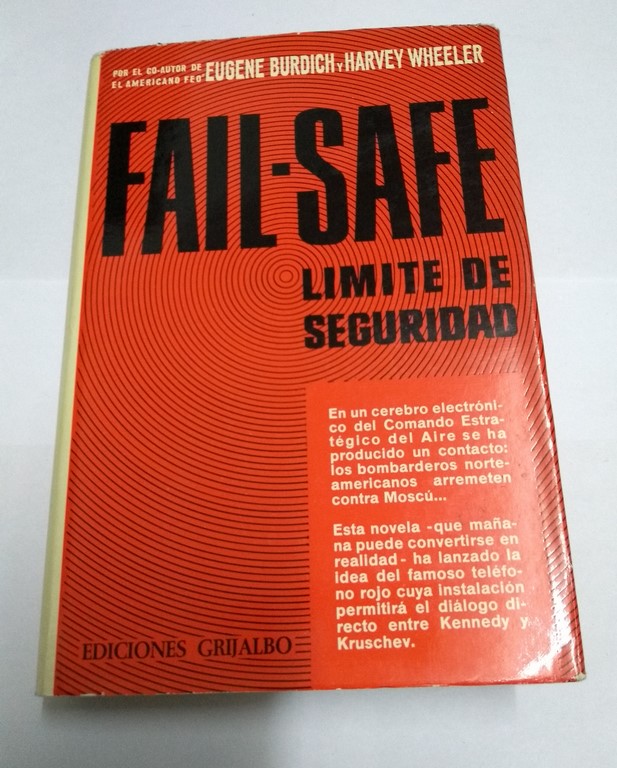 POR EL CO-AUTOR DE
EL AMERICANO FEO
EUGENE BURDICH Y HARVEY WHEELER
FAIL-SAFE
LIMITE DE
SEGURIDAD
En un cerebro electróni-
co del Comando Estra-
tégico del Aire se ha
producido un contacto:
los bombarderos norte-
americanos arremeten
contra Moscú...
Esta novela -que maña-
na puede convertirse en
realidad- ha lanzado la
idea del famoso teléfo-
no rojo cuya instalación
permitirá el diálogo di-
recto entre Kennedy y
Kruschev.
EDICIONES GRIJALBO